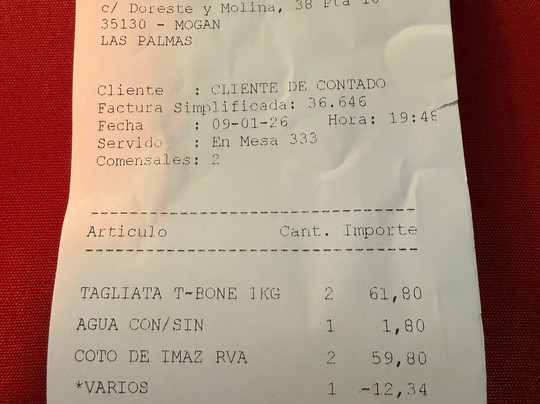 c/ Doreste y Molina, 38 Pta
35130 - MOGAN
LAS PALMAS
Cliente : CLIENTE DE CONTADO
Factura Simplificada: 36.646
Fecha : 09-01-26 Hora: 19:48
Servido : En Mesa 333
Comensales: 2
--------------------------------
Articulo Cant. Importe
--------------------------------
TAGLIATA T-BONE 1KG 2 61,80
AGUA CON/SIN 1 1,80
COTO DE IMAZ RVA 2 59,80
*VARIOS 1 -12,34